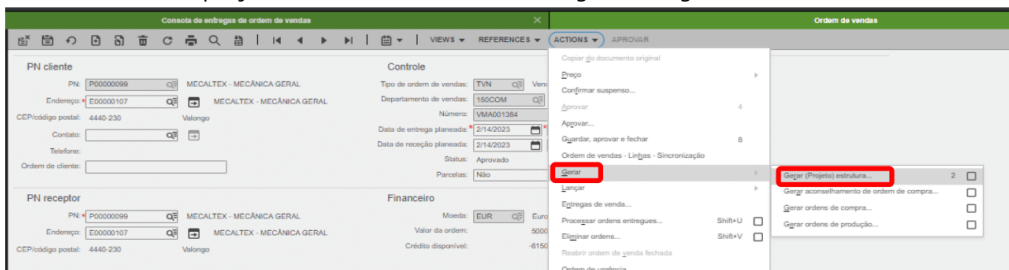 Consola de entregas de ordem de vendas
Ordem de vendas
VIEWS REFERENCES ACTIONS APROVAR
PN cliente
PN: P00000099 MECALTEX - MECÂNICA GERAL
Endereço: E00000107 MECALTEX - MECÂNICA GERAL
CEP/código postal: 4440-230 Valongo
Contato:
Telefone:
Ordem de cliente:
PN receptor
PN: P00000099 MECALTEX - MECÂNICA GERAL
Endereço: E00000107 MECALTEX - MECÂNICA GERAL
CEP/código postal: 4440-230 Valongo
Controle
Tipo de ordem de vendas: TVN
Departamento de vendas: 150COM
Número: VMA001384
Data de entrega planeada: 2/14/2023
Data de receção planeada: 2/14/2023
Status: Aprovado
Parcelas: Não
Financeiro
Moeda: EUR Euro
Valor da ordem: 5000
Crédito disponível: -6150
Copiar do documento original
Preço
Confirmar suspenso...
Aprovar 4
Aprovar...
Guardar, aprovar e fechar 8
Ordem de vendas - Linhas - Sincronização
Gerar
Lançar
Entregas de venda...
Processar ordens entregues... Shift+U
Eliminar ordens... Shift+V
Reabrir ordem de venda fechada
Gerar (Projeto) estrutura... 2
Gerar aconselhamento de ordem de compra...
Gerar ordens de compra...
Gerar ordens de produção...